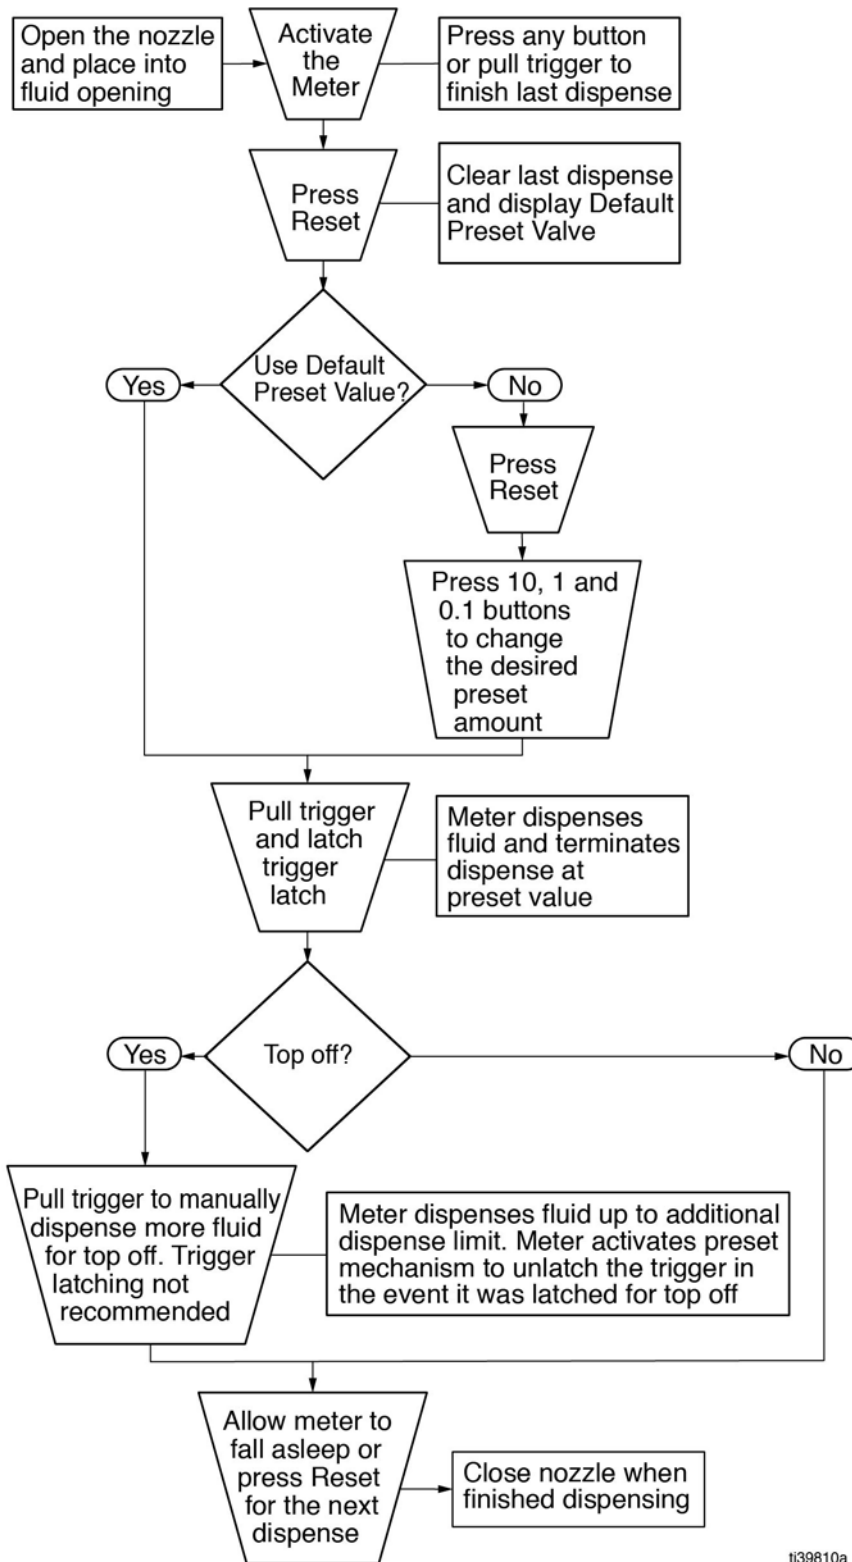 Open the nozzle
and place into
fluid opening
Activate
the
Meter
Press any button
or pull trigger to
finish last dispense
Press
Reset
Clear last dispense
and display Default
Preset Valve
Use Default
Preset Value?
Yes
No
Press
Reset
Press 10, 1 and
0.1 buttons
to change
the desired
preset
amount
Pull trigger
and latch
trigger
latch
Meter dispenses
fluid and terminates
dispense at
preset value
Top off?
Yes
No
Pull trigger to manually
dispense more fluid
for top off. Trigger
latching not
recommended
Meter dispenses fluid up to additional
dispense limit. Meter activates preset
mechanism to unlatch the trigger in
the event it was latched for top off
Allow meter to
fall asleep or
press Reset
for the next
dispense
Close nozzle when
finished dispensing
ti39810a